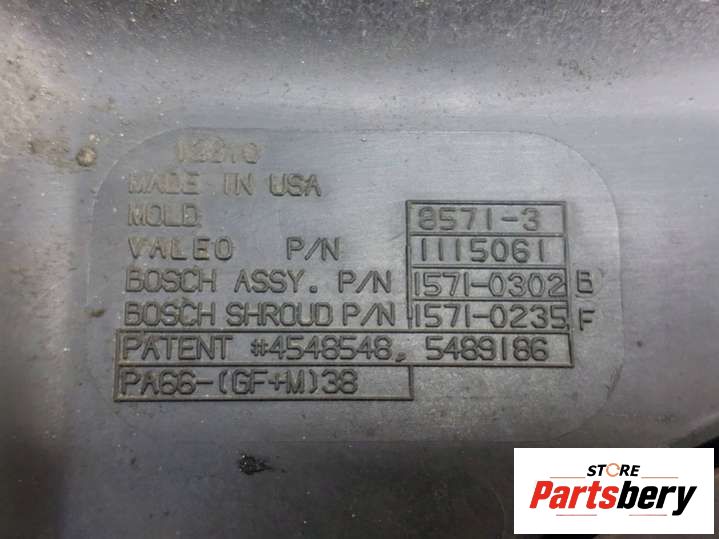 MADE IN USA
MOLD 8571-3
VALEO P/N 1115061
BOSCH ASSY. P/N 1571-0302 B
BOSCH SHROUD P/N 1571-0235 F
PATENT #4548548, 5489186
PA66-(GF+M)38
STORE
Partsbery